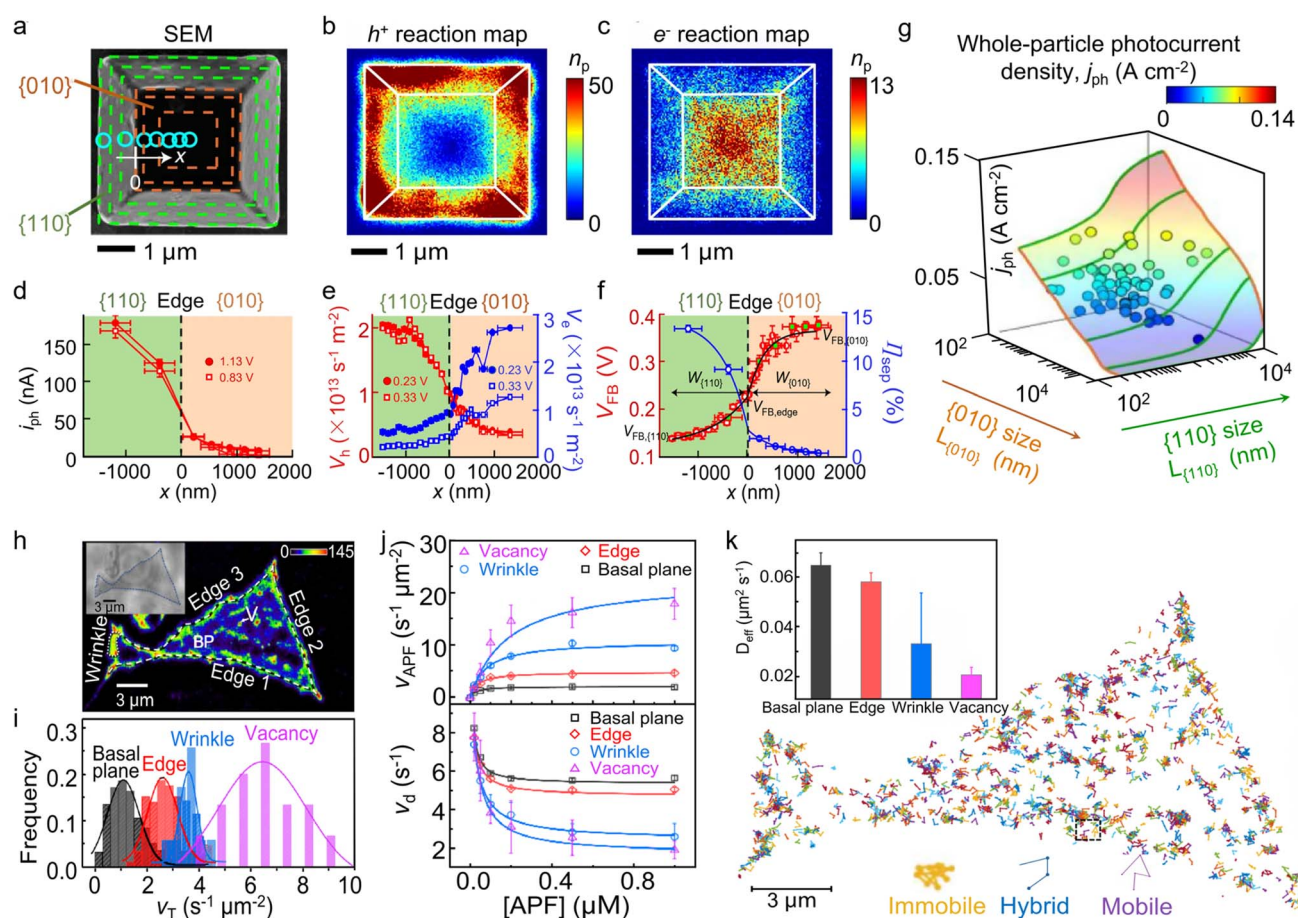 a
SEM
{010}
x
0
{110}
1 μm
b
h+ reaction map
np
50
0
1 μm
c
e- reaction map
np
13
0
1 μm
g
Whole-particle photocurrent
density, jph (A cm-2)
0
0.14
0.15
jph (A cm-2)
0.05
10²
10⁴
10²
10⁴
{010} size
L{010} (nm)
{110} size
L{110} (nm)
d
{110} Edge {010}
iph (nA)
150
100
50
0
1.13 V
0.83 V
-1000 0 1000 2000
x (nm)
e
{110} Edge {010}
Vh (×10¹³ s-1 m-2)
2
1
0
0.23 V
0.33 V
0.23 V
0.33 V
Ve (×10¹³ s-1 m-2)
3
2
1
0
-1000 0 1000 2000
x (nm)
f
{110} Edge {010}
VFB (V)
0.4
0.3
0.2
0.1
VFB,{010}
W{110}
W{010}
VFB,edge
VFB,{110}
ηsep (%)
15
10
5
0
-1000 0 1000 2000
x (nm)
h
0 145
3 μm
Edge 3
V
BP
Edge 2
Wrinkle
Edge 1
3 μm
i
Frequency
0.3
0.2
0.1
0
Basal
plane
Edge
Wrinkle
Vacancy
0 2 4 6 8 10
vT (s-1 μm-2)
j
vAPF (s-1 μm-2)
30
20
10
0
Vacancy
Edge
Wrinkle
Basal plane
vd (s-1)
8
6
4
2
Basal plane
Edge
Wrinkle
Vacancy
0.0 0.4 0.8
[APF] (μM)
k
Deff (μm² s-1)
0.06
0.04
0.02
Basal plane Edge Wrinkle Vacancy
3 μm
Immobile
Hybrid
Mobile